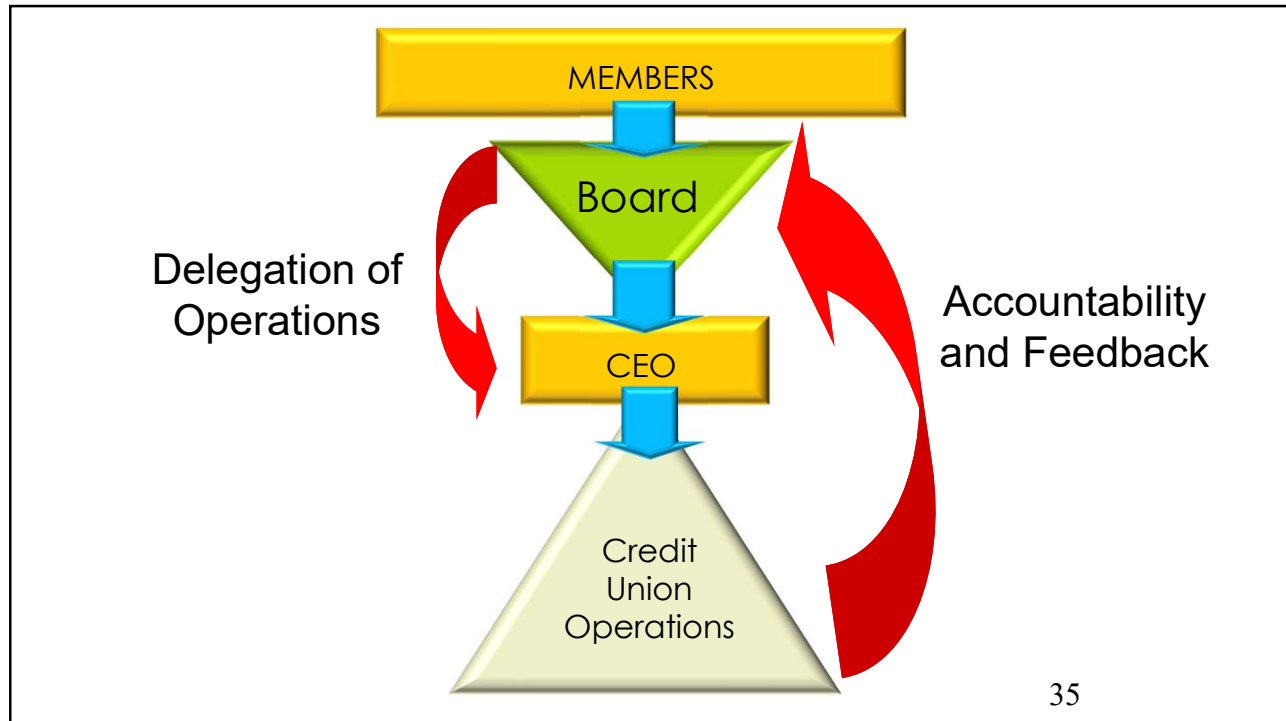 MEMBERS
Board
Delegation of
Operations
Accountability
and Feedback
CEO
Credit
Union
Operations
35